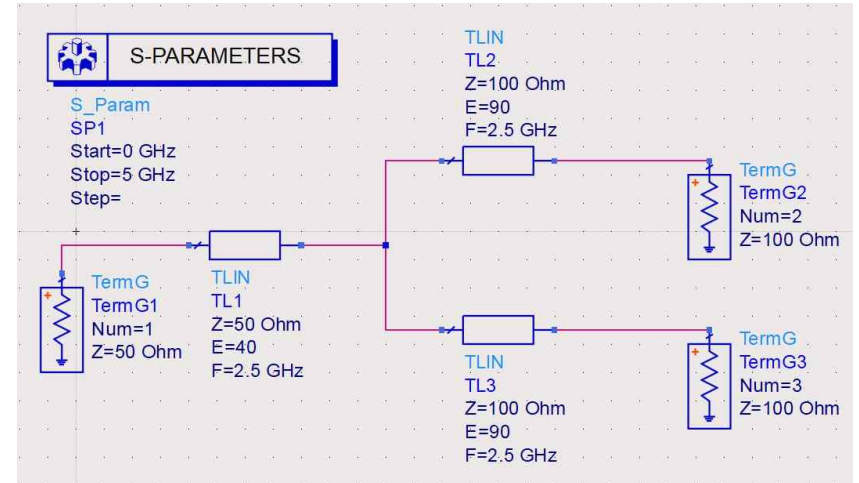 S-PARAMETERS
S_Param
SP1
Start=0 GHz
Stop=5 GHz
Step=
TermG
TermG1
Num=1
Z=50 Ohm
TLIN
TL1
Z=50 Ohm
E=40
F=2.5 GHz
TLIN
TL2
Z=100 Ohm
E=90
F=2.5 GHz
TermG
TermG2
Num=2
Z=100 Ohm
TLIN
TL3
Z=100 Ohm
E=90
F=2.5 GHz
TermG
TermG3
Num=3
Z=100 Ohm